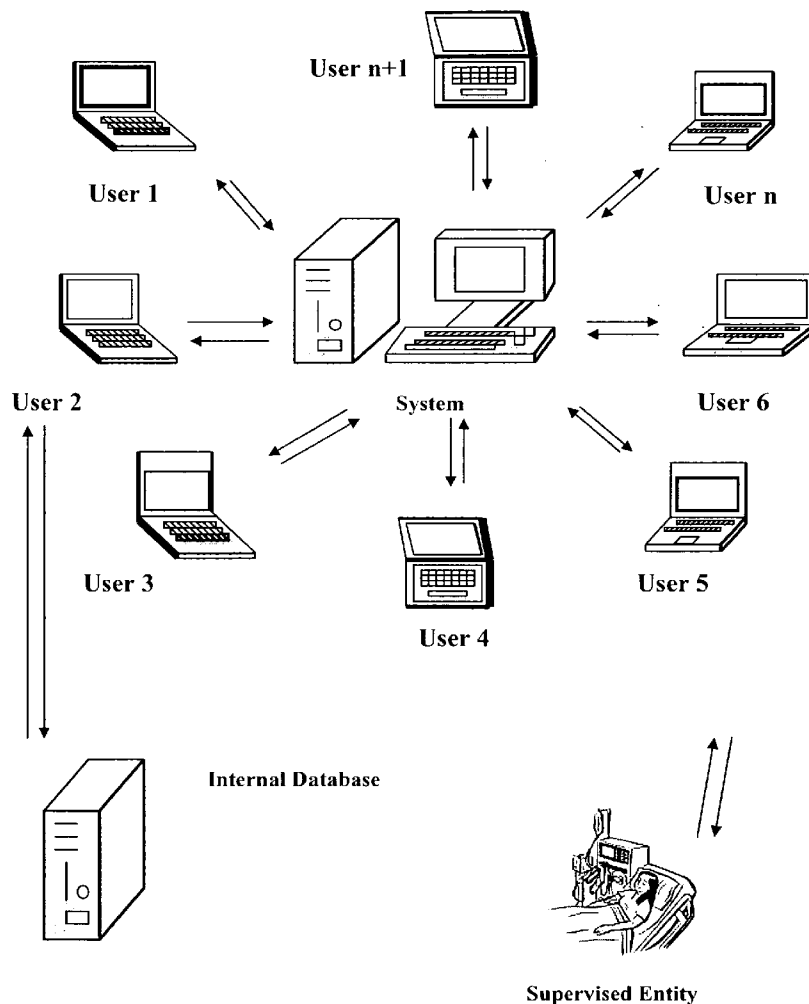 User n+1
User 1
User n
User 2
System
User 6
User 3
User 5
User 4
Internal Database
Supervised Entity